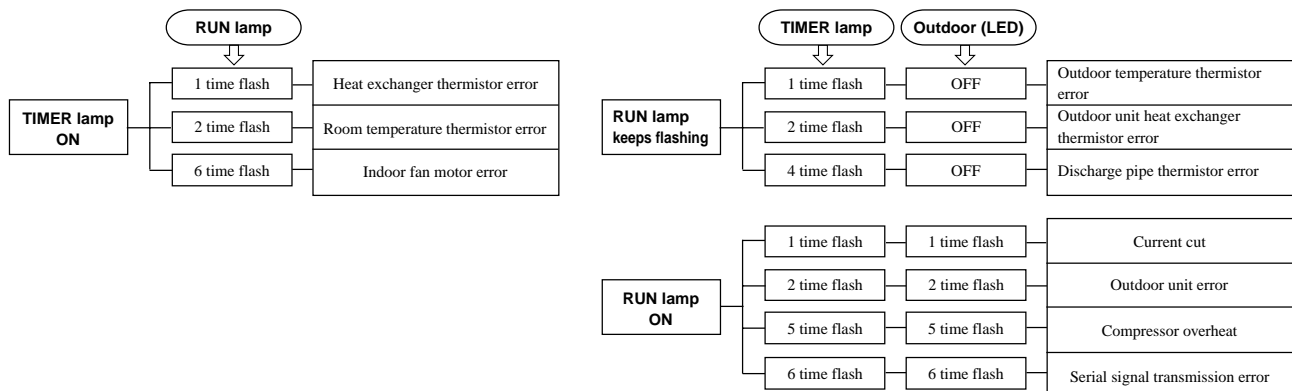 RUN lamp
TIMER lamp
ON
1 time flash
Heat exchanger thermistor error
2 time flash
Room temperature thermistor error
6 time flash
Indoor fan motor error
TIMER lamp
Outdoor (LED)
RUN lamp
keeps flashing
1 time flash
OFF
Outdoor temperature thermistor
error
2 time flash
OFF
Outdoor unit heat exchanger
thermistor error
4 time flash
OFF
Discharge pipe thermistor error
RUN lamp
ON
1 time flash
1 time flash
Current cut
2 time flash
2 time flash
Outdoor unit error
5 time flash
5 time flash
Compressor overheat
6 time flash
6 time flash
Serial signal transmission error